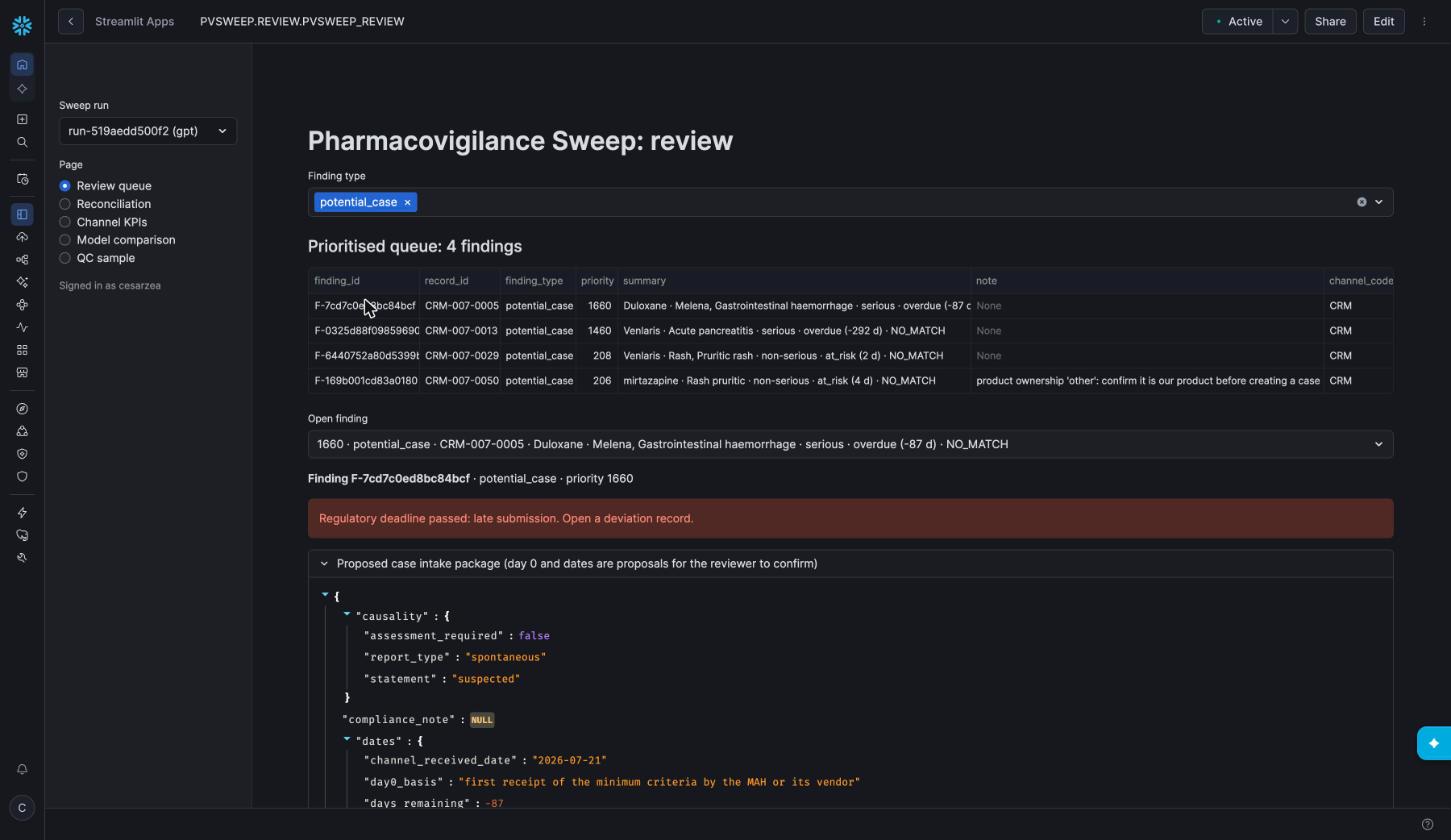 Streamlit Apps
PVSWEEP.REVIEW.PVSWEEP_REVIEW
Active
Share
Edit
Sweep run
run-519aedd500f2 (gpt)
Page
Review queue
Reconciliation
Channel KPIs
Model comparison
QC sample
Signed in as cesarzea
Pharmacovigilance Sweep: review
Finding type
potential_case ×
Prioritised queue: 4 findings
finding_id record_id finding_type priority summary note channel_code
F-7cd7c0ed8bc84bcf CRM-007-0005 potential_case 1660 Duloxane · Melena, Gastrointestinal haemorrhage · serious · overdue (-87 d None CRM
F-0325d88f09859690 CRM-007-0013 potential_case 1460 Venlaris · Acute pancreatitis · serious · overdue (-292 d) · NO_MATCH None CRM
F-6440752a80d5399b CRM-007-0029 potential_case 208 Venlaris · Rash, Pruritic rash · non-serious · at_risk (2 d) · NO_MATCH None CRM
F-169b001cd83a0180 CRM-007-0050 potential_case 206 mirtazapine · Rash pruritic · non-serious · at_risk (4 d) · NO_MATCH product ownership 'other': confirm it is our product before creating a case CRM
Open finding
1660 · potential_case · CRM-007-0005 · Duloxane · Melena, Gastrointestinal haemorrhage · serious · overdue (-87 d) · NO_MATCH
Finding F-7cd7c0ed8bc84bcf · potential_case · priority 1660
Regulatory deadline passed: late submission. Open a deviation record.
Proposed case intake package (day 0 and dates are proposals for the reviewer to confirm)
{
"causality" : {
"assessment_required" : false
"report_type" : "spontaneous"
"statement" : "suspected"
}
"compliance_note" : NULL
"dates" : {
"channel_received_date" : "2026-07-21"
"day0_basis" : "first receipt of the minimum criteria by the MAH or its vendor"
"days_remaining" : -87
C